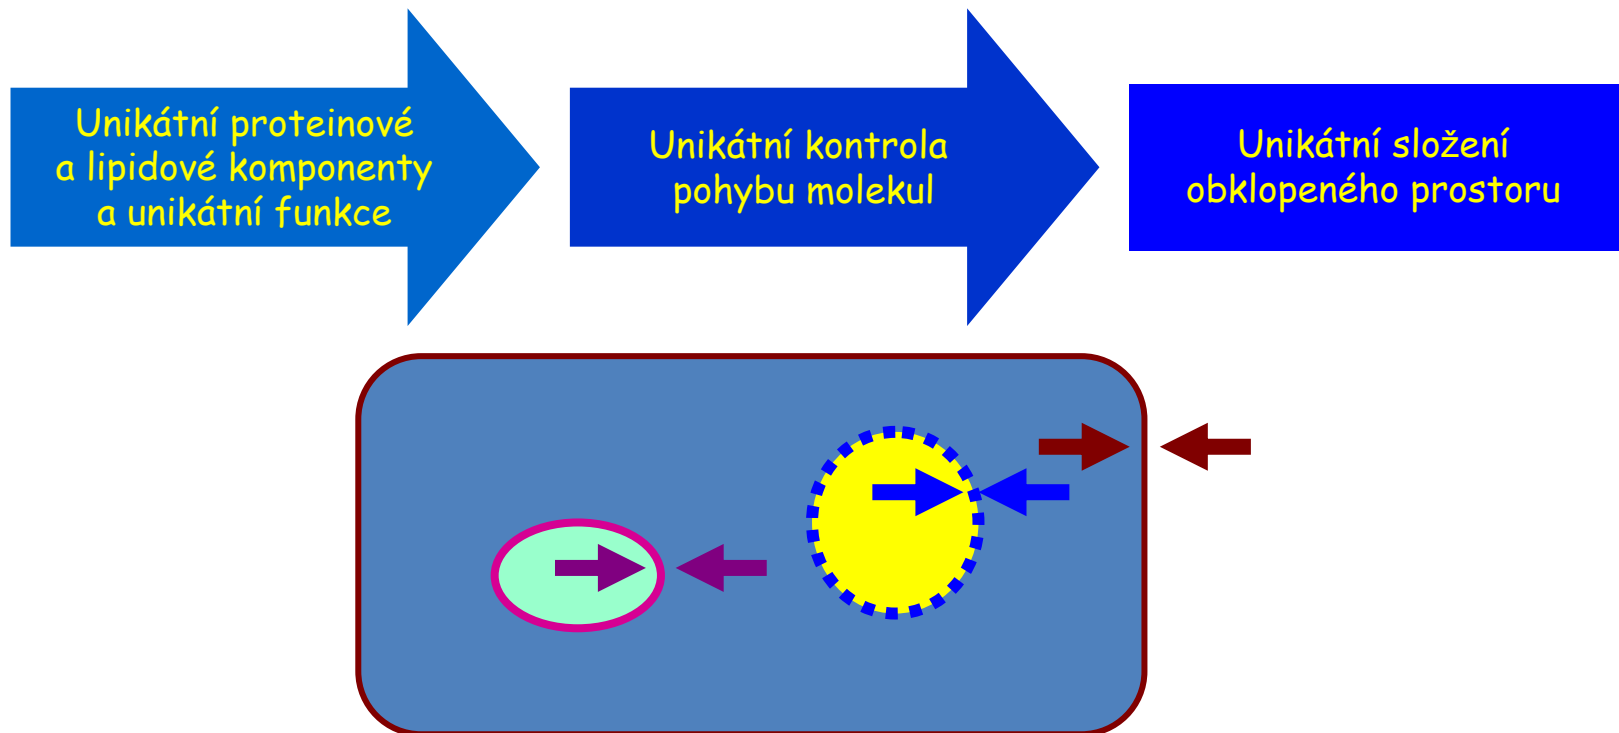 Unikátní proteinové
a lipidové komponenty
a unikátní funkce
Unikátní kontrola
pohybu molekul
Unikátní složení
obklopeného prostoru